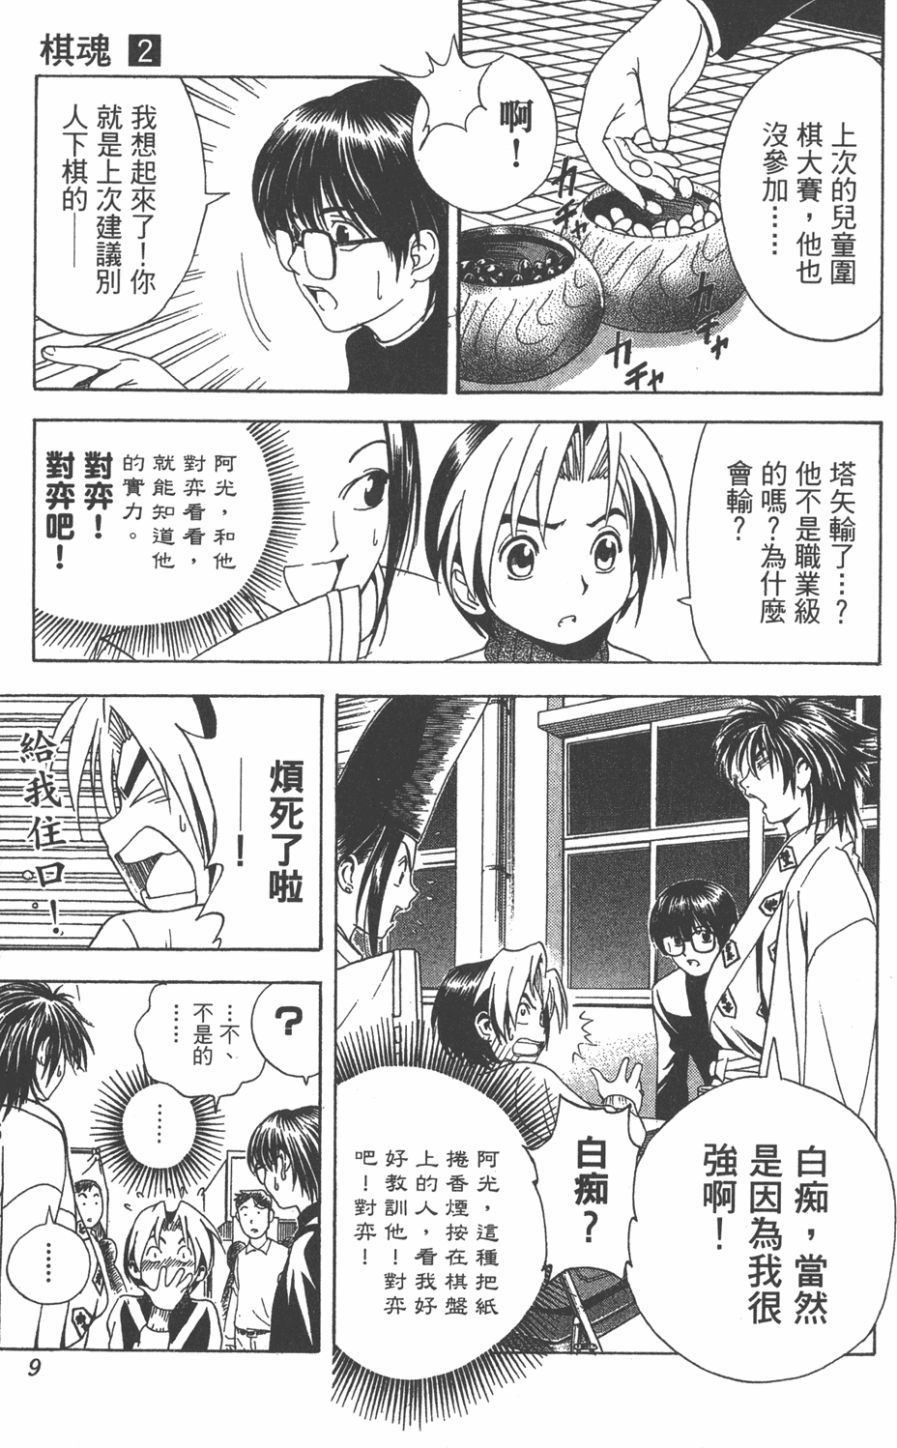 棋魂 2
上次的兒童圍
棋大賽，他也
沒參加……
ガチャ
ガチャ
ガチャ
啊！
我想起來了！你
就是上次建議別
人下棋的——
塔矢輸了…？
他不是職業級
的嗎？為什麼
會輸？
阿光，和他
對弈看看，
就能知道他
的實力。
對弈！
對弈吧！
白痴，當然
是因為我很
強啊！
白痴？
阿光，這種把紙
捲香煙按在棋盤
上的人，看我好
好教訓他！對弈
吧！對弈！
煩死了啦
——！
給我住口！
？
…不、
不是的
……
……
……
9